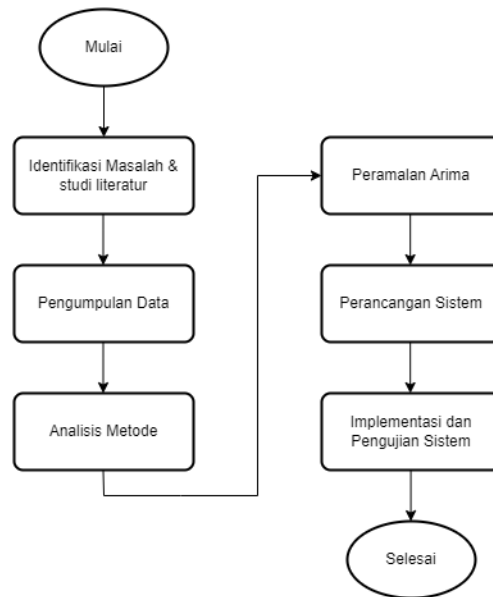 Mulai
Identifikasi Masalah &
studi literatur
Pengumpulan Data
Analisis Metode
Peramalan Arima
Perancangan Sistem
Implementasi dan
Pengujian Sistem
Selesai